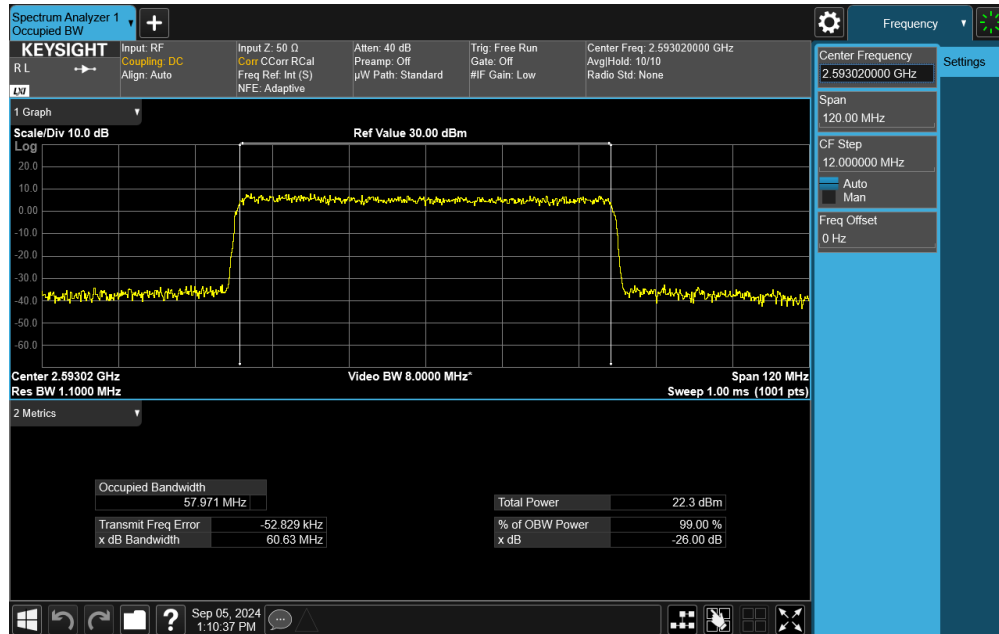 Spectrum Analyzer 1
Occupied BW
Frequency
KEYSIGHT
RL
LXI
Input: RF
Coupling: DC
Align: Auto
Input Z: 50 Ω
Corr CCorr RCal
Freq Ref: Int (S)
NFE: Adaptive
Atten: 40 dB
Preamp: Off
µW Path: Standard
Trig: Free Run
Gate: Off
#IF Gain: Low
Center Freq: 2.593020000 GHz
Avg|Hold: 10/10
Radio Std: None
Center Frequency
2.593020000 GHz
Settings
Span
120.00 MHz
CF Step
12.000000 MHz
Auto
Man
Freq Offset
0 Hz
1 Graph
Scale/Div 10.0 dB
Ref Value 30.00 dBm
Log
20.0
10.0
0.00
-10.0
-20.0
-30.0
-40.0
-50.0
-60.0
Center 2.59302 GHz
Video BW 8.0000 MHz*
Span 120 MHz
Res BW 1.1000 MHz
Sweep 1.00 ms (1001 pts)
2 Metrics
Occupied Bandwidth
57.971 MHz
Total Power 22.3 dBm
Transmit Freq Error -52.829 kHz
% of OBW Power 99.00 %
x dB Bandwidth 60.63 MHz
x dB -26.00 dB
?
Sep 05, 2024
1:10:37 PM